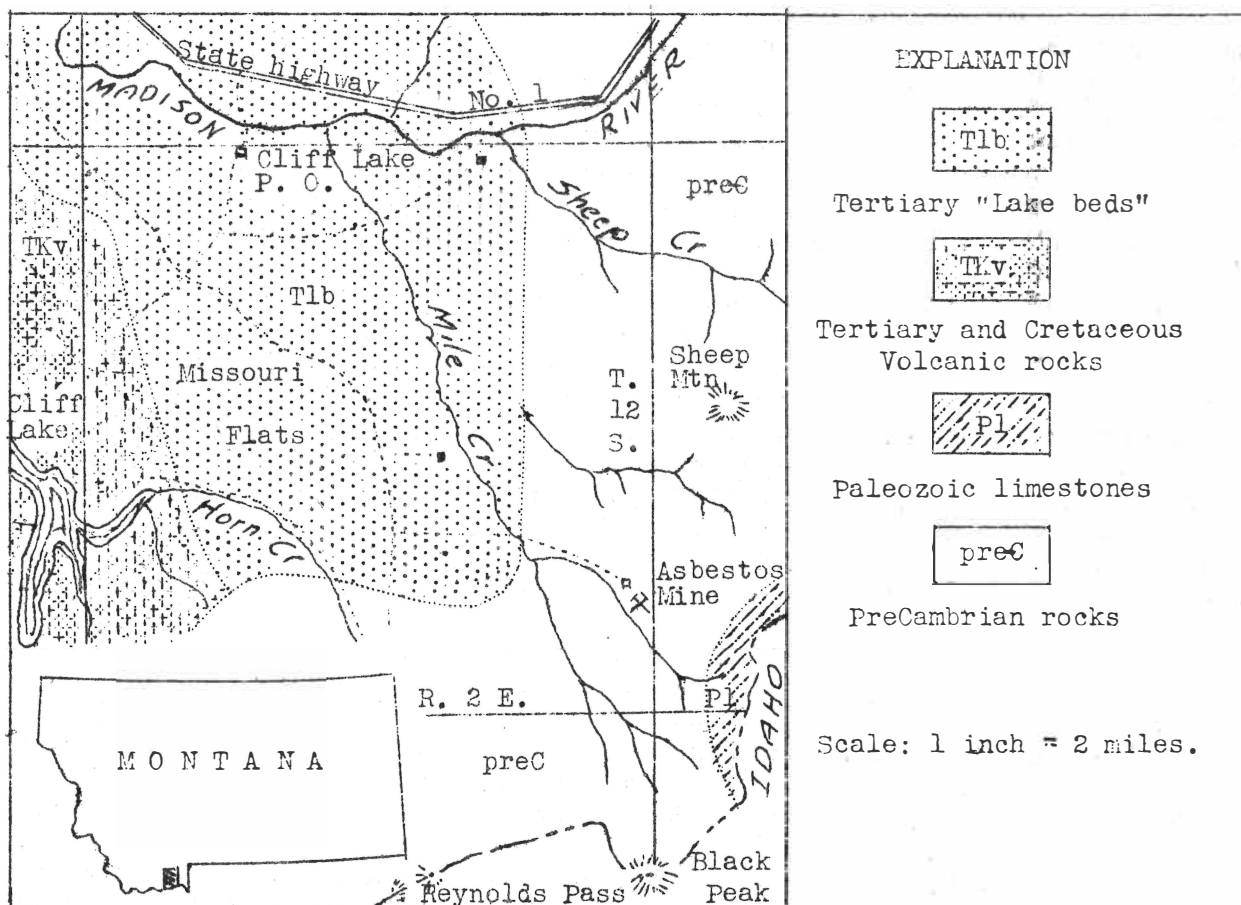 State highway
No. 1
MADISON
RIVER
Cliff Lake
P. O.
Sheep
Cr
pre€
TKv
Tlb
Mile
Cr
Sheep
Mtn
T.
12
S.
Missouri
Flats
Cliff
Lake
Horn Cr
Asbestos
Mine
Pl
IDAHO
R. 2 E.
MONTANA
preC
Reynolds Pass
Black
Peak
EXPLANATION
Tlb
Tertiary "Lake beds"
TKv
Tertiary and Cretaceous
Volcanic rocks
Pl
Paleozoic limestones
pre€
PreCambrian rocks
Scale: 1 inch = 2 miles.